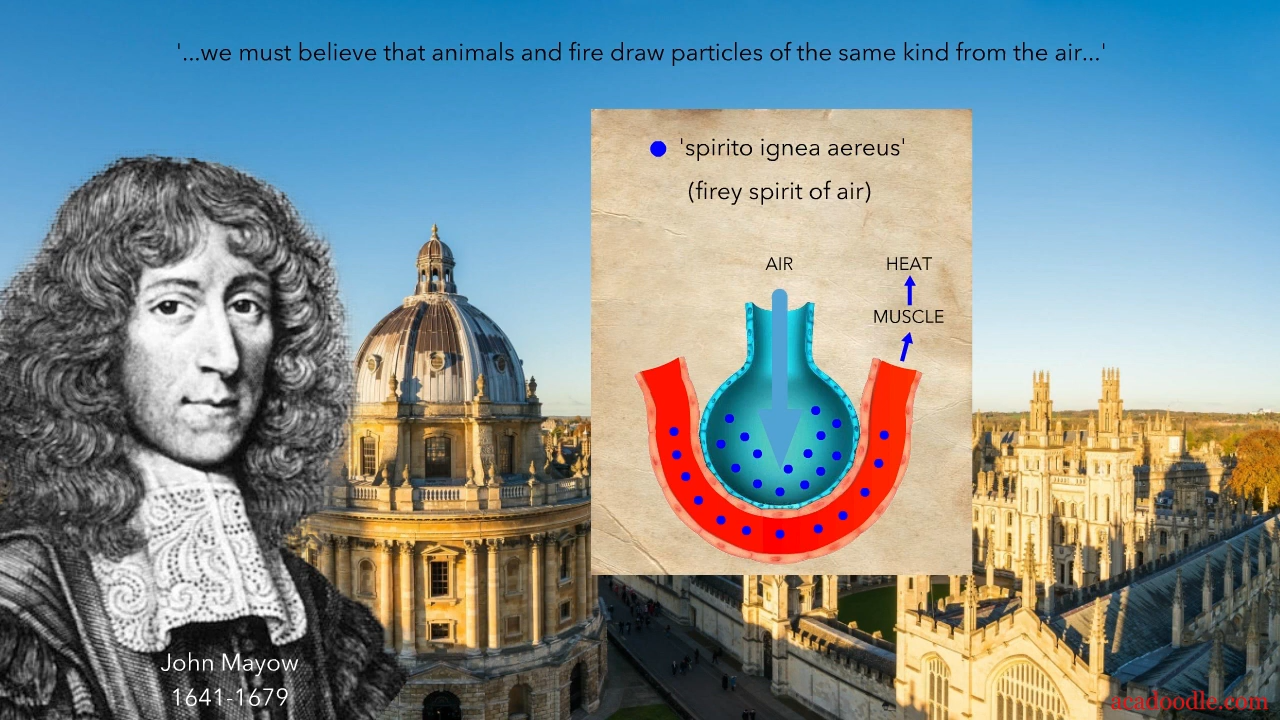 '...we must believe that animals and fire draw particles of the same kind from the air...'
'spirito ignea aereus'
(firey spirit of air)
AIR
HEAT
MUSCLE
John Mayow
1641-1679
acadoodle.com